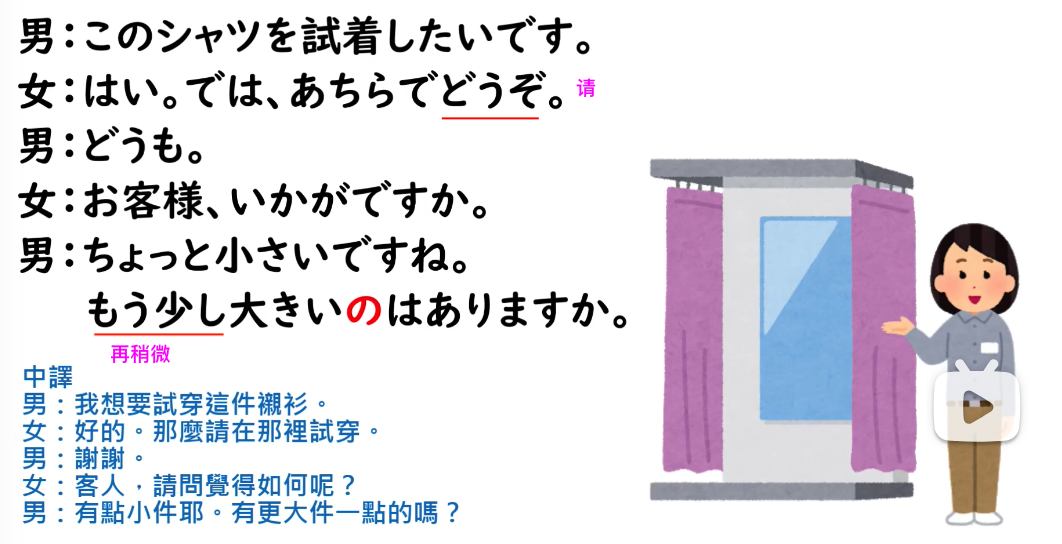 男：このシャツを試着したいです。
女：はい。では、あちらでどうぞ。 请
男：どうも。
女：お客様、いかがですか。
男：ちょっと小さいですね。
もう少し大きいのはありますか。
再稍微
中譯
男：我想要試穿這件襯衫。
女：好的。那麼請在那裡試穿。
男：謝謝。
女：客人，請問覺得如何呢？
男：有點小件耶。有更大件一點的嗎？